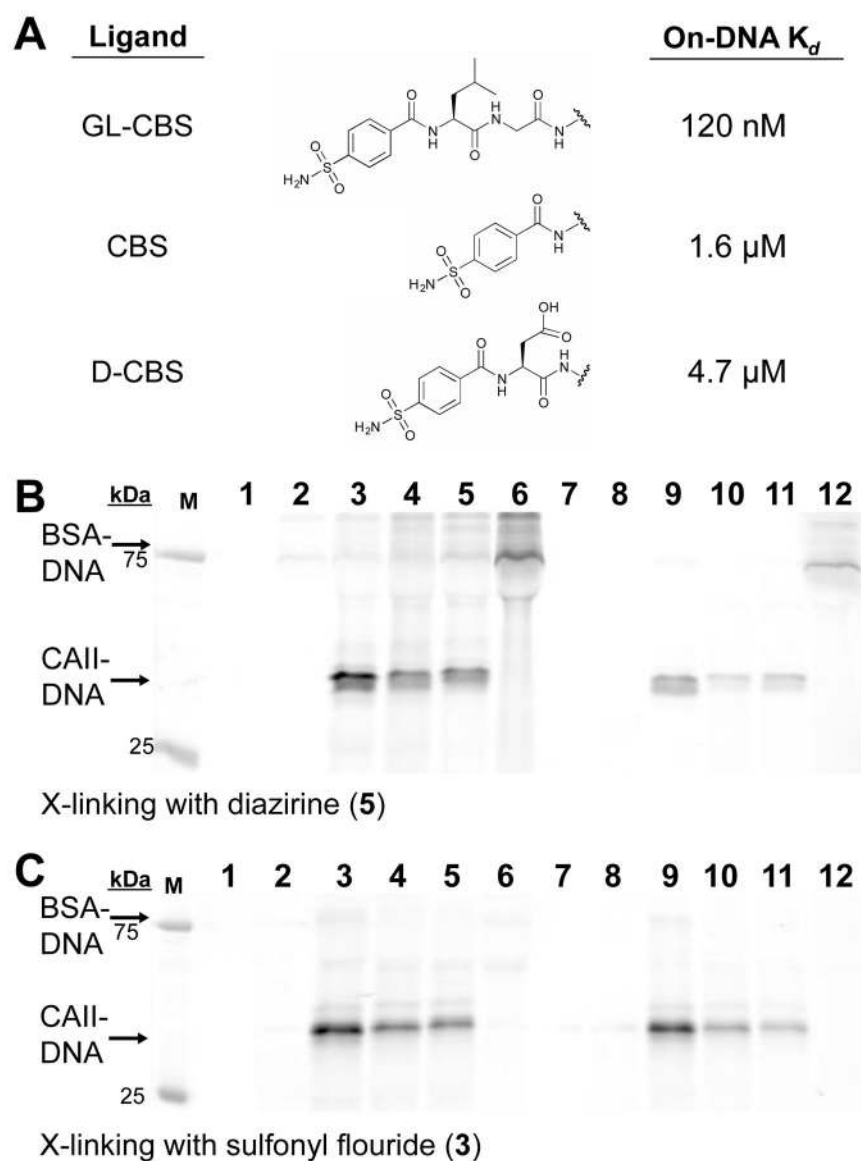 A Ligand On-DNA Kd
GL-CBS 120 nM
O O H N N H O N H O S O H2N
CBS 1.6 µM
O N H O S O H2N
D-CBS 4.7 µM
OH O O H N N H O O S O H2N
B kDa M 1 2 3 4 5 6 7 8 9 10 11 12
BSA-
DNA 75
CAII-
DNA
25
X-linking with diazirine (5)
C kDa M 1 2 3 4 5 6 7 8 9 10 11 12
BSA-
DNA 75
CAII-
DNA
25
X-linking with sulfonyl flouride (3)